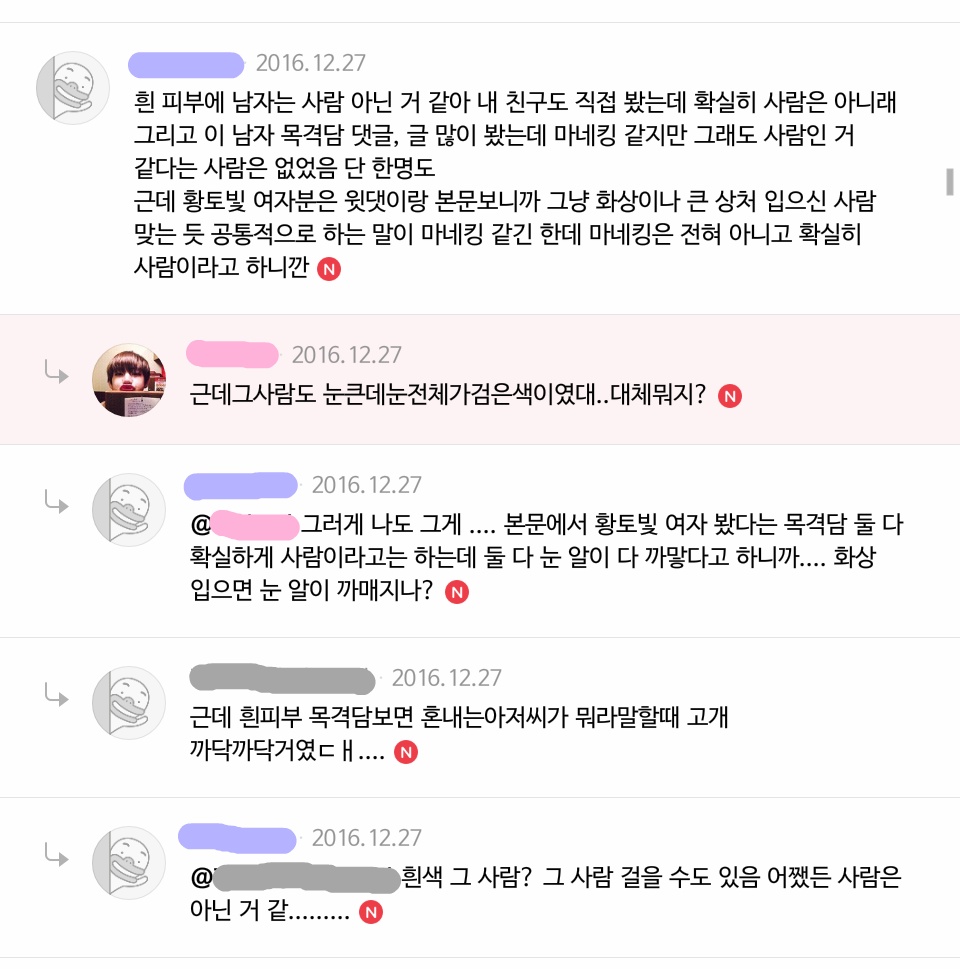 2016.12.27
흰 피부에 남자는 사람 아닌 거 같아 내 친구도 직접 봤는데 확실히 사람은 아니래
그리고 이 남자 목격담 댓글, 글 많이 봤는데 마네킹 같지만 그래도 사람인 거
같다는 사람은 없었음 단 한명도
근데 황토빛 여자분은 윗댓이랑 본문보니까 그냥 화상이나 큰 상처 입으신 사람
맞는 듯 공통적으로 하는 말이 마네킹 같긴 한데 마네킹은 전혀 아니고 확실히
사람이라고 하니깐 N
2016.12.27
근데그사람도 눈큰데눈전체가검은색이였대..대체뭐지? N
2016.12.27
@ 그러게 나도 그게 .... 본문에서 황토빛 여자 봤다는 목격담 둘 다
확실하게 사람이라고는 하는데 둘 다 눈 알이 다 까맣다고 하니까.... 화상
입으면 눈 알이 까매지나? N
2016.12.27
근데 흰피부 목격담보면 혼내는아저씨가 뭐라말할때 고개
까닥까닥거였ㄷㅐ.... N
2016.12.27
@ 흰색 그 사람? 그 사람 걸을 수도 있음 어쨌든 사람은
아닌 거 같......... N